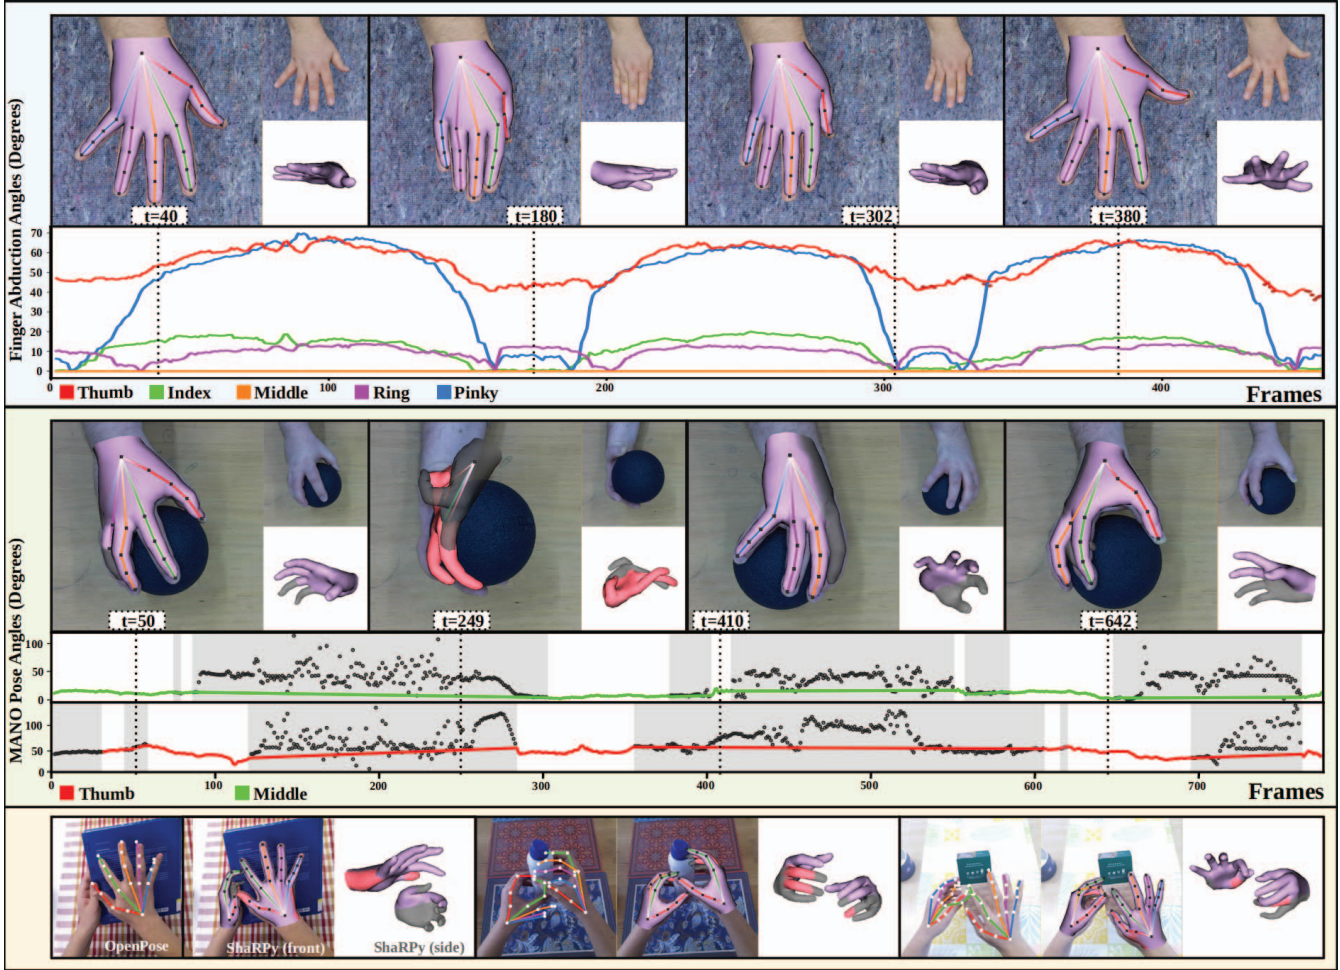 t=40 t=180 t=302 t=380
Finger Abduction Angles (Degrees)
70
60
50
40
30
20
10
0
0 100 200 300 400
Thumb Index Middle Ring Pinky Frames
t=50 t=249 t=410 t=642
MANO Pose Angles (Degrees)
100
50
0
100
50
0
0 100 200 300 400 500 600 700
Thumb Middle Frames
OpenPose ShaRPy (front) ShaRPy (side)